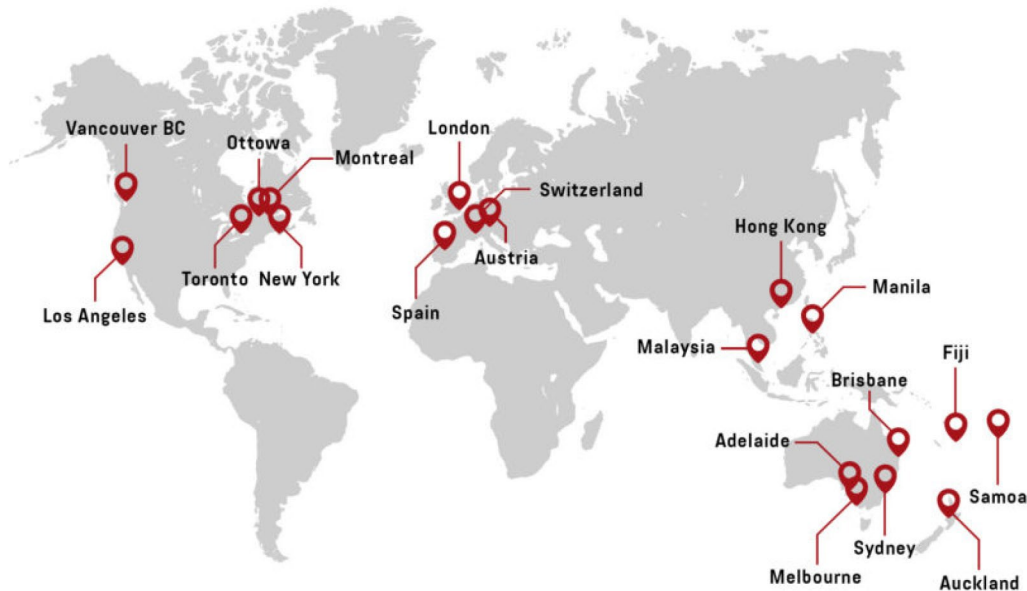 Vancouver BC
Ottowa
Montreal
London
Switzerland
Hong Kong
Austria
Toronto
New York
Los Angeles
Spain
Manila
Malaysia
Fiji
Brisbane
Adelaide
Samoa
Sydney
Melbourne
Auckland